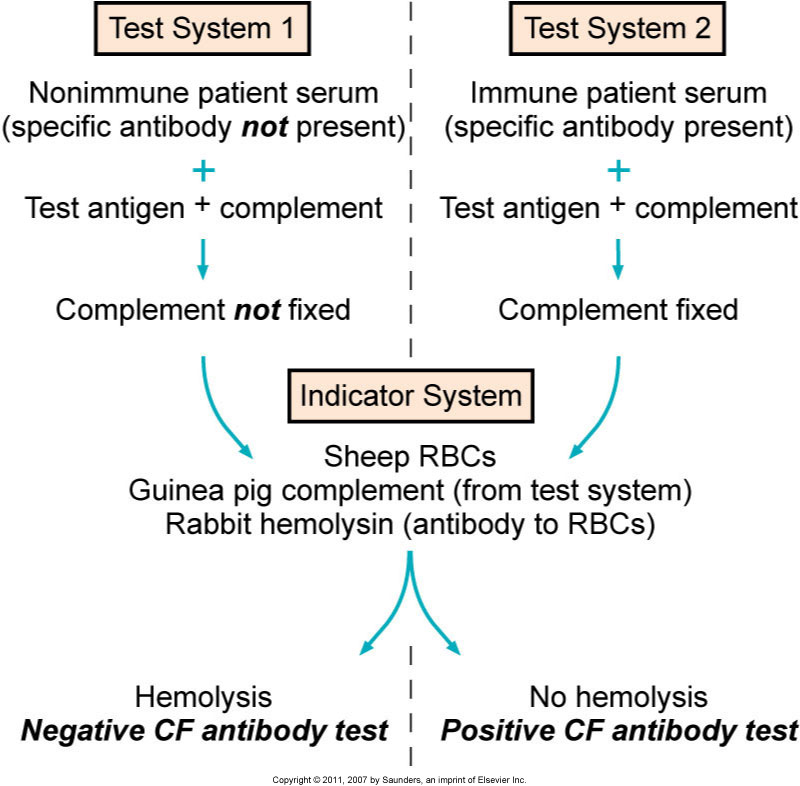 Test System 1
Nonimmune patient serum
(specific antibody not present)
+
Test antigen + complement
Complement not fixed
Test System 2
Immune patient serum
(specific antibody present)
+
Test antigen + complement
Complement fixed
Indicator System
Sheep RBCs
Guinea pig complement (from test system)
Rabbit hemolysin (antibody to RBCs)
Hemolysis
Negative CF antibody test
No hemolysis
Positive CF antibody test
Copyright © 2011, 2007 by Saunders, an imprint of Elsevier Inc.